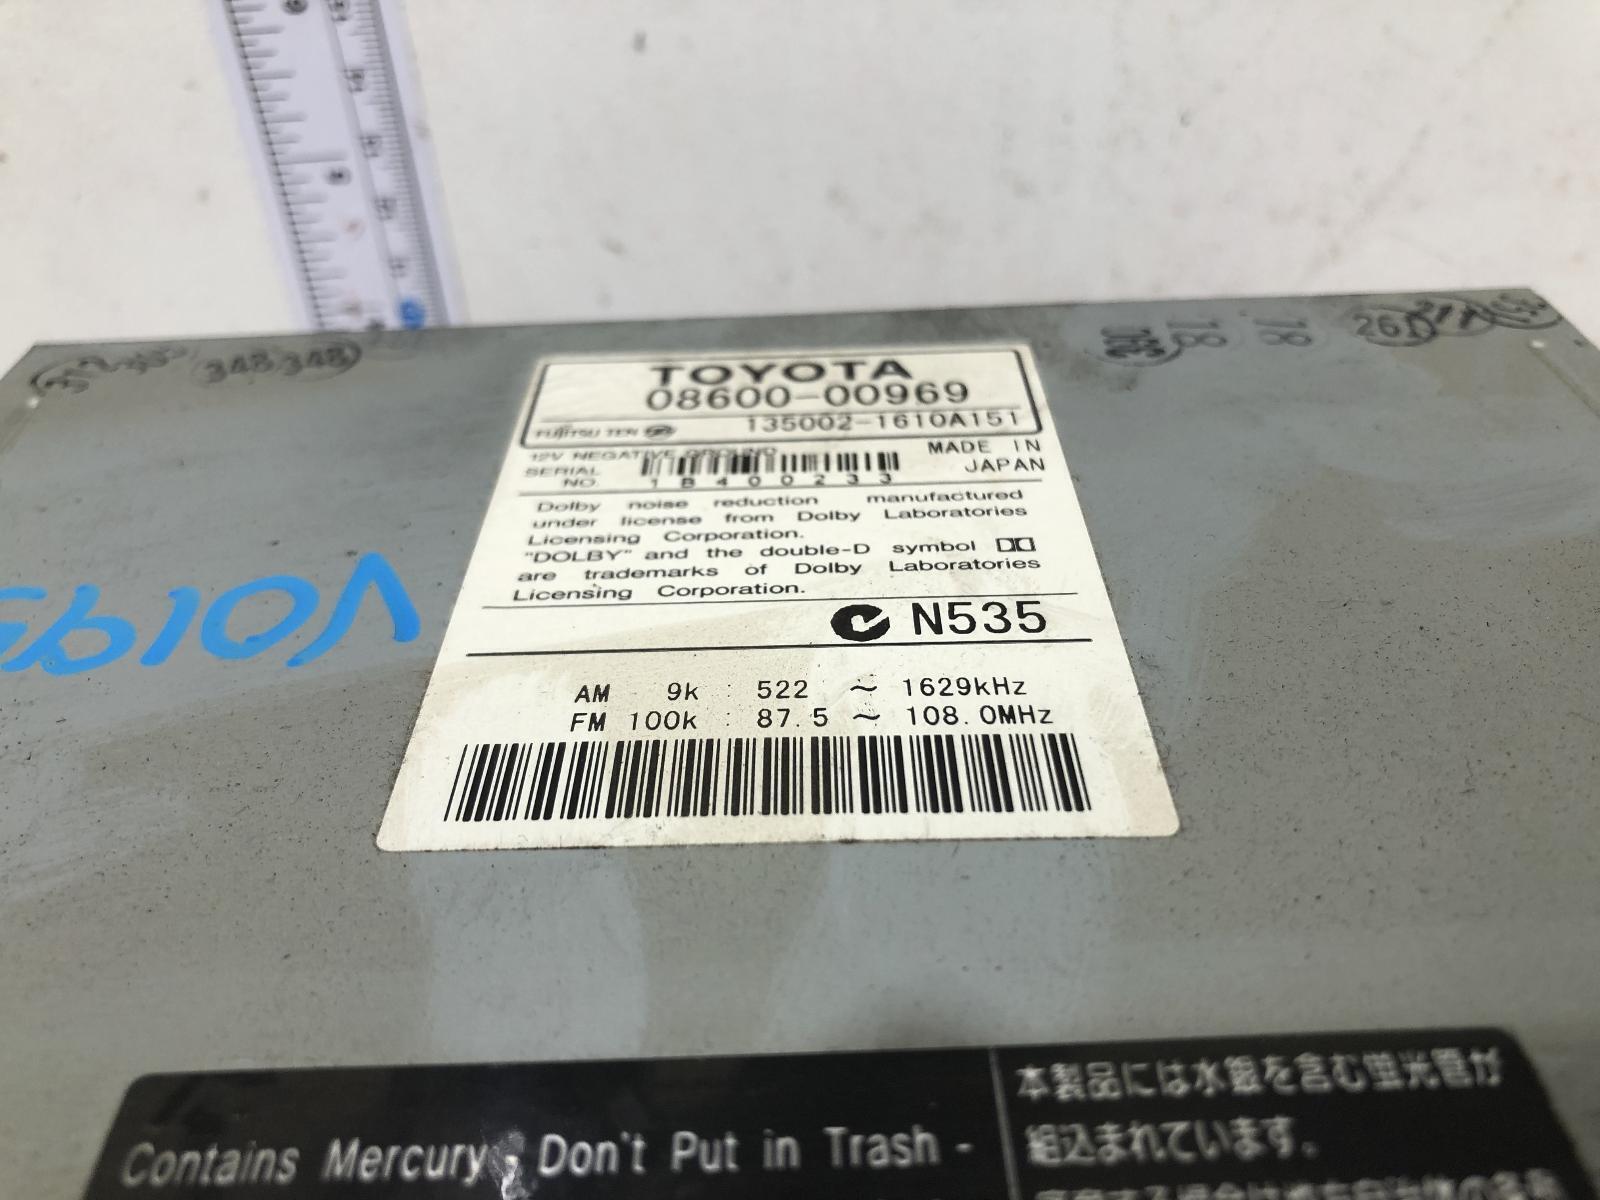 348 348
18
18
TOYOTA
08600-00969
FUJITSU TEN
135002-1610A151
12V NEGATIVE GROUND
MADE IN
JAPAN
SERIAL
NO.
1B400233
Dolby noise reduction manufactured
under license from Dolby Laboratories
Licensing Corporation.
"DOLBY" and the double-D symbol
are trademarks of Dolby Laboratories
Licensing Corporation.
N535
AM 9k : 522 ~ 1629kHz
FM 100k : 87.5 ~ 108.0MHz
Contains Mercury, Don't Put in Trash -
本製品には水銀を含む蛍光管が
組込まれています。